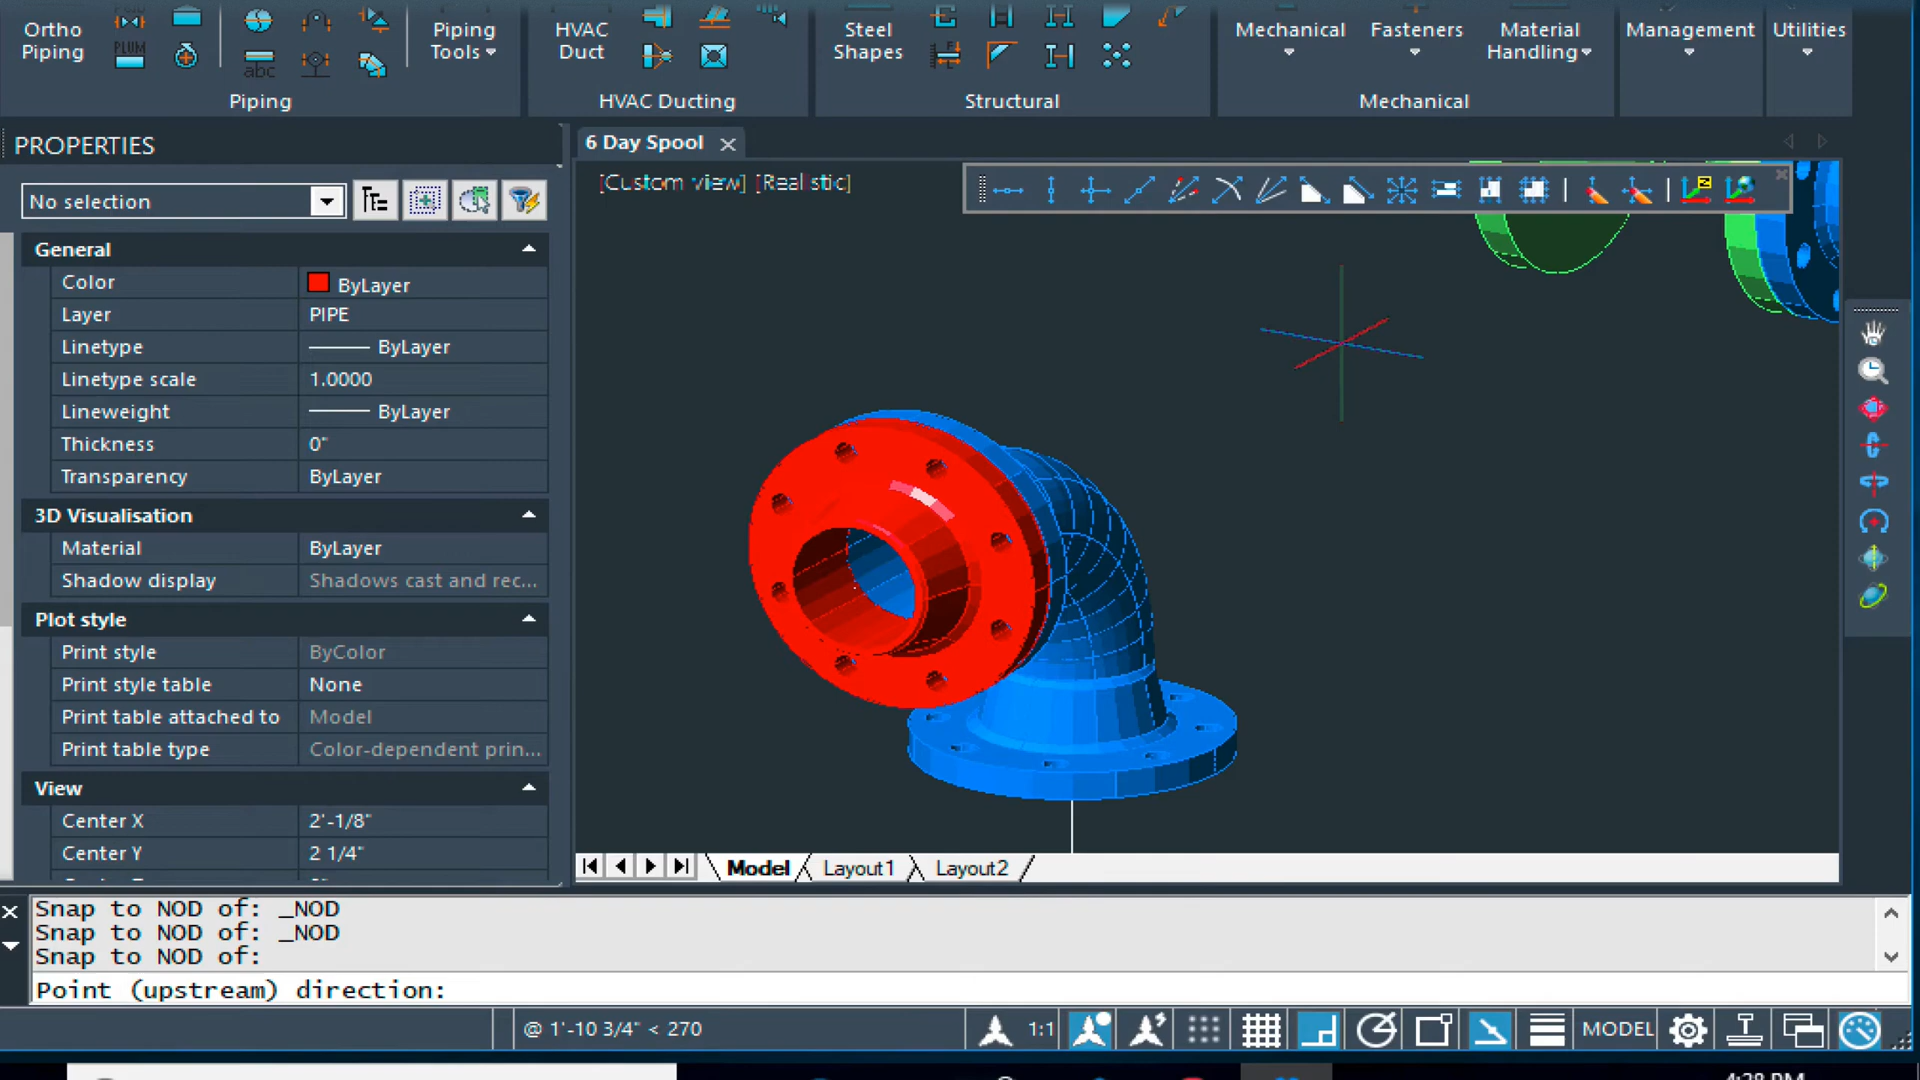 Ortho
Piping
PLUM
abc
Piping
Tools
Piping
HVAC
Duct
HVAC Ducting
Steel
Shapes
Structural
Mechanical
Fasteners
Material
Handling
Mechanical
Management
Utilities
PROPERTIES
6 Day Spool
[Custom view] [Realistic]
No selection
General
Color ByLayer
Layer PIPE
Linetype ByLayer
Linetype scale 1.0000
Lineweight ByLayer
Thickness 0"
Transparency ByLayer
3D Visualisation
Material ByLayer
Shadow display Shadows cast and rec...
Plot style
Print style ByColor
Print style table None
Print table attached to Model
Print table type Color-dependent prin...
View
Center X 2'-1/8"
Center Y 2 1/4"
Model Layout1 Layout2
Snap to NOD of: _NOD
Snap to NOD of: _NOD
Snap to NOD of:
Point (upstream) direction:
@ 1'-10 3/4" < 270
1:1
MODEL
4:28 PM